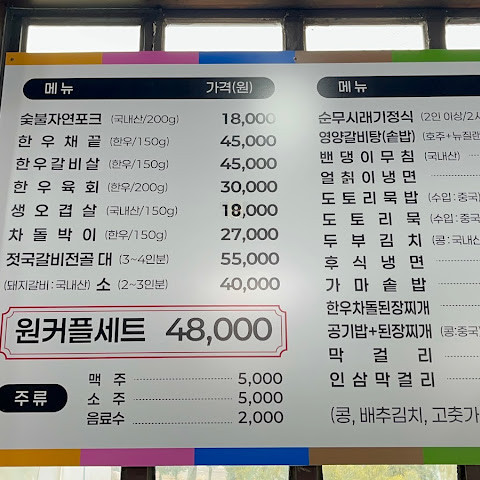 메뉴 가격(원)
숯불자연포크 (국내산/200g) 18,000
한우채끝 (한우/150g) 45,000
한우갈비살 (한우/150g) 45,000
한우육회 (한우/200g) 30,000
생오겹살 (국내산/150g) 18,000
차돌박이 (한우/150g) 27,000
젓국갈비전골 대 (3~4인분) 55,000
(돼지갈비:국내산) 소 (2~3인분) 40,000
원커플세트 48,000
주류
맥주 5,000
소주 5,000
음료수 2,000
메뉴
순무시래기정식 (2인 이상/2시
영양갈비탕(솥밥) (호주+뉴질란
밴댕이무침 (국내산)
얼칡이냉면
도토리묵밥 (수입:중국
도토리묵 (수입:중국
두부김치 (콩:국내산
후식냉면
가마솥밥
한우차돌된장찌개
공기밥+된장찌개 (콩:중국
막걸리
인삼막걸리
(콩, 배추김치, 고춧가